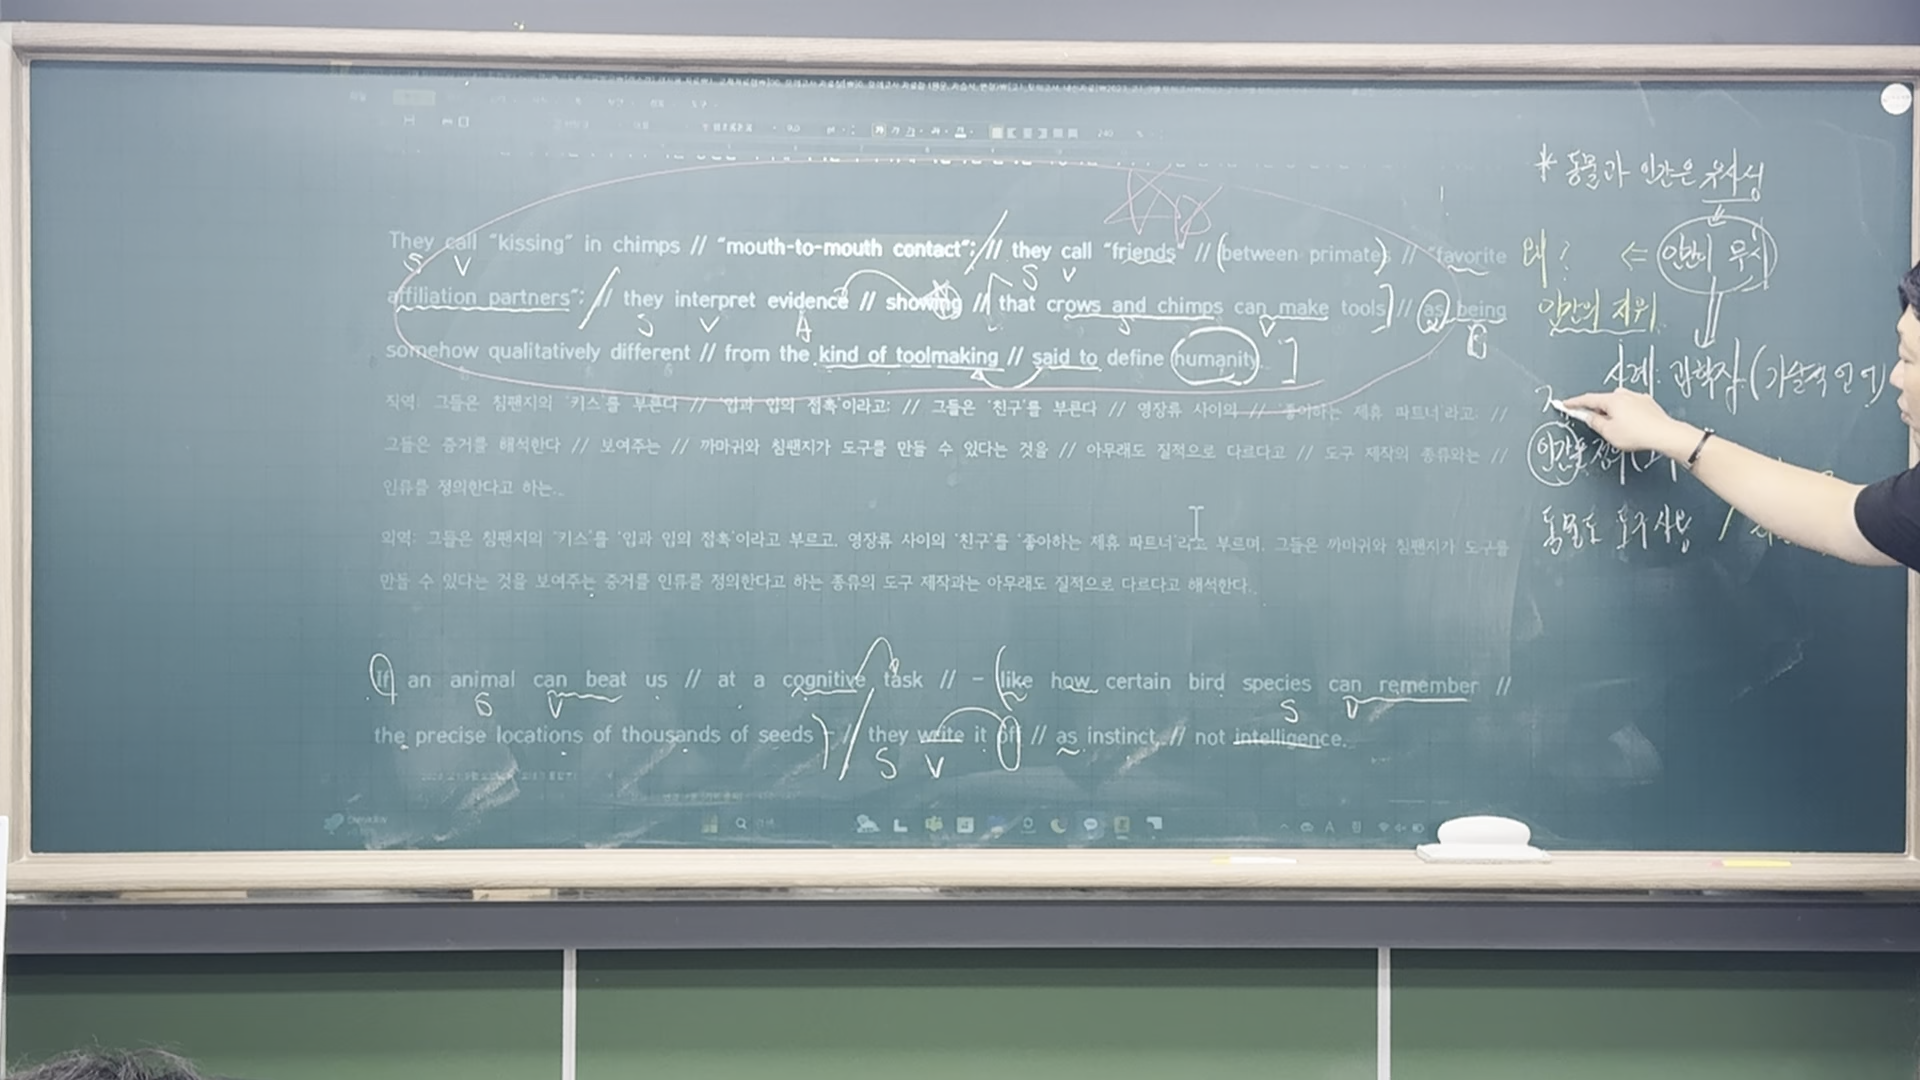 They call "kissing" in chimps // "mouth-to-mouth contact"; // they call "friends" // (between primates) // "favorite
affiliation partners"; // they interpret evidence // showing // that crows and chimps can make tools // as being
somehow qualitatively different // from the kind of toolmaking // said to define humanity.
직역: 그들은 침팬지의 '키스'를 부른다 // '입과 입의 접촉'이라고; // 그들은 '친구'를 부른다 // 영장류 사이의 // '좋아하는 제휴 파트너'라고; //
그들은 증거를 해석한다 // 보여주는 // 까마귀와 침팬지가 도구를 만들 수 있다는 것을 // 아무래도 질적으로 다르다고 // 도구 제작의 종류와는 //
인류를 정의한다고 하는.
의역: 그들은 침팬지의 '키스'를 '입과 입의 접촉'이라고 부르고, 영장류 사이의 '친구'를 '좋아하는 제휴 파트너'라고 부르며, 그들은 까마귀와 침팬지가 도구를
만들 수 있다는 것을 보여주는 증거를 인류를 정의한다고 하는 종류의 도구 제작과는 아무래도 질적으로 다르다고 해석한다.
If an animal can beat us // at a cognitive task // – (like how certain bird species can remember //
the precise locations of thousands of seeds) – // they write it off // as instinct, // not intelligence.
* 동물과 인간은 유사성
왜? ⇐ 인간이 무시
인간의 지위
사례: 과학자 (기술적 언어)
인간을 정의
동물도 도구사용 /